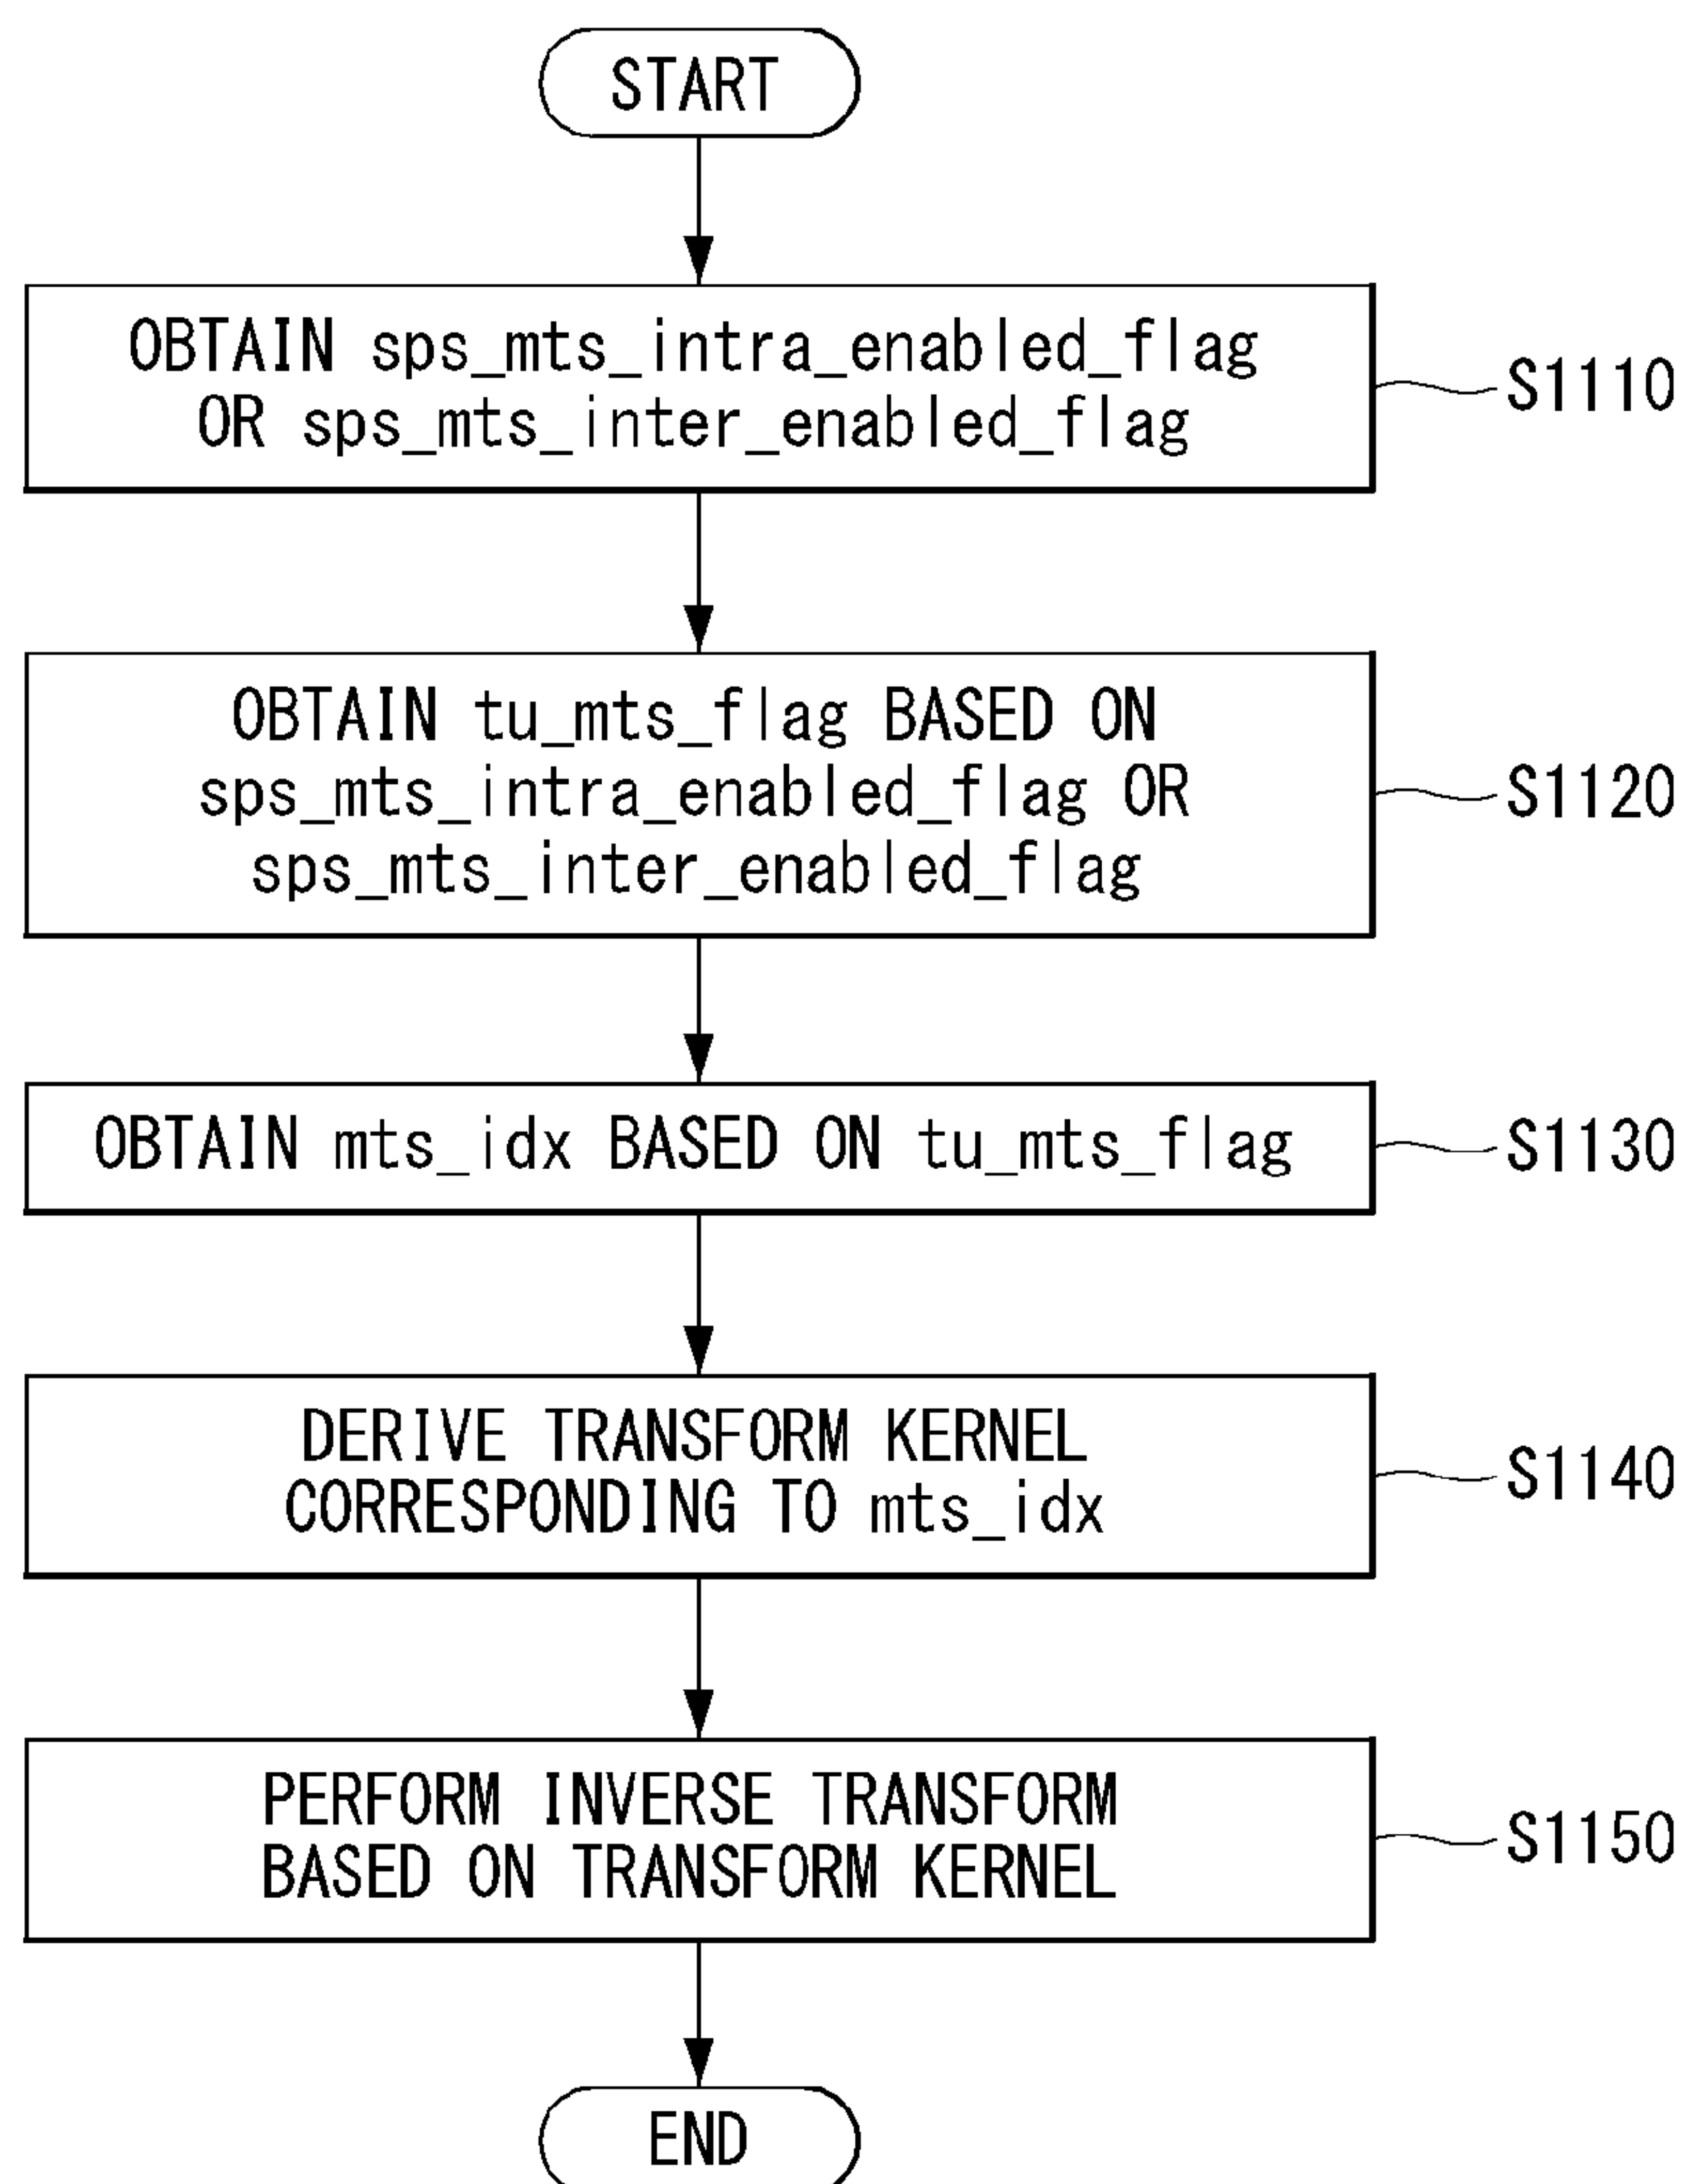 START
OBTAIN sps_mts_intra_enabled_flag
OR sps_mts_inter_enabled_flag
S1110
OBTAIN tu_mts_flag BASED ON
sps_mts_intra_enabled_flag OR
sps_mts_inter_enabled_flag
S1120
OBTAIN mts_idx BASED ON tu_mts_flag
S1130
DERIVE TRANSFORM KERNEL
CORRESPONDING TO mts_idx
S1140
PERFORM INVERSE TRANSFORM
BASED ON TRANSFORM KERNEL
S1150
END